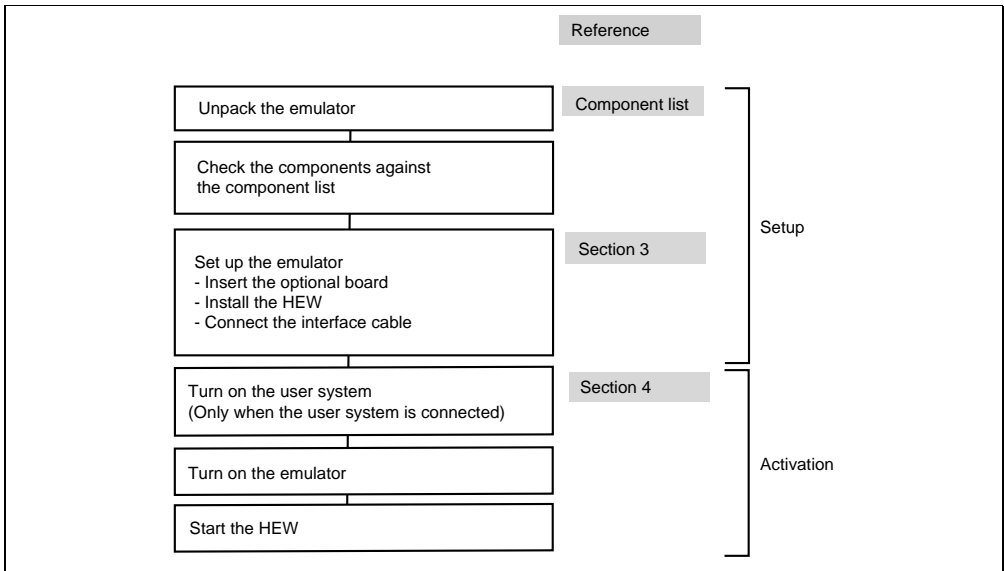 Reference
Unpack the emulator
Component list
Check the components against
the component list
Setup
Section 3
Set up the emulator
- Insert the optional board
- Install the HEW
- Connect the interface cable
Turn on the user system
(Only when the user system is connected)
Section 4
Turn on the emulator
Activation
Start the HEW